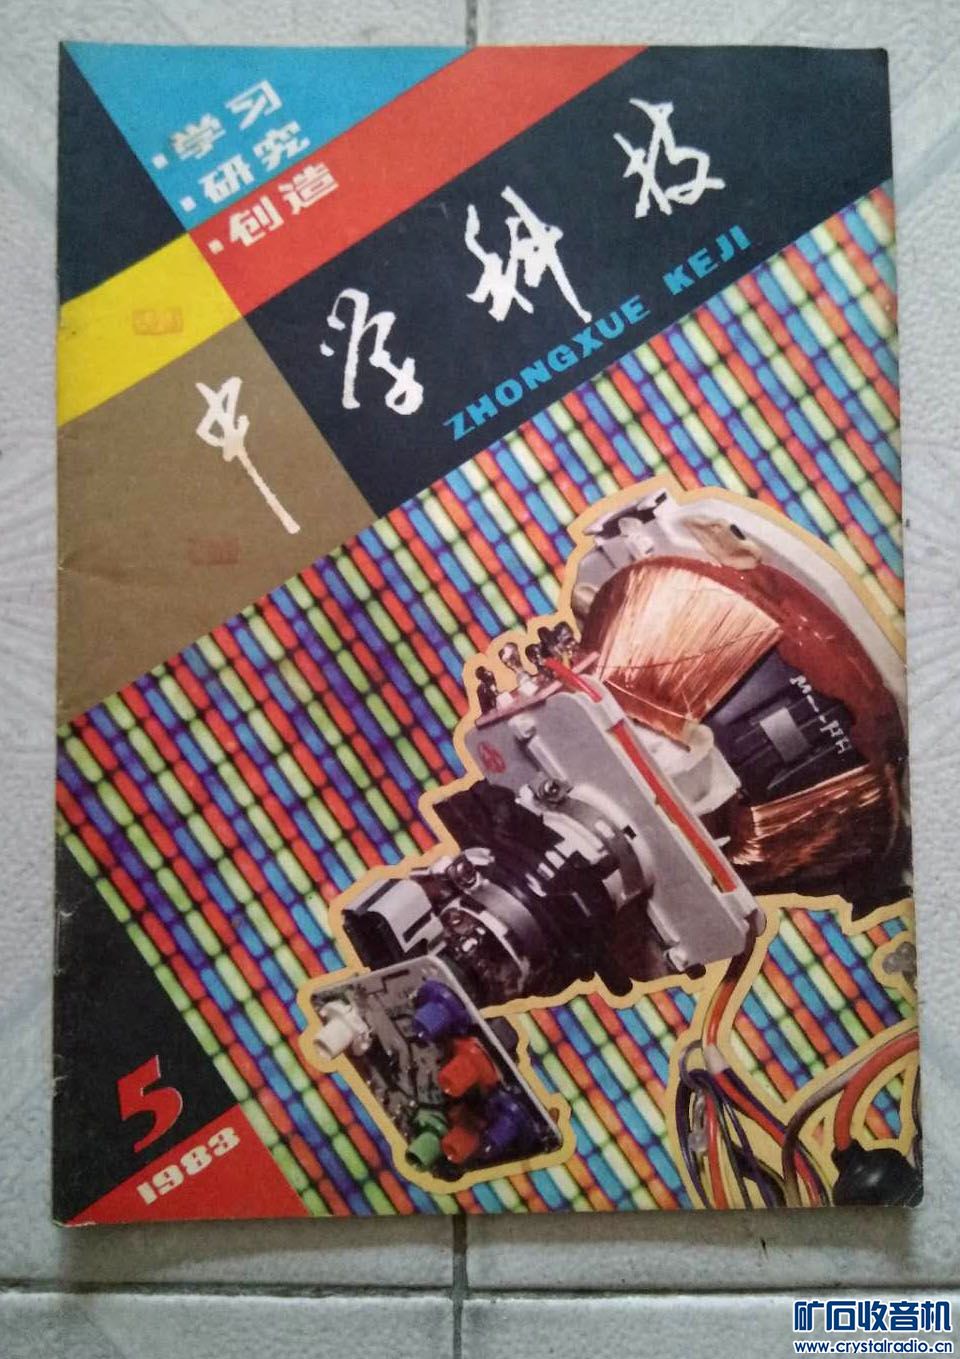 ·学习
·研究
·创造
中学科技
ZHONGXUE KEJI
5
1983
矿石收音机
www.crystalradio.cn